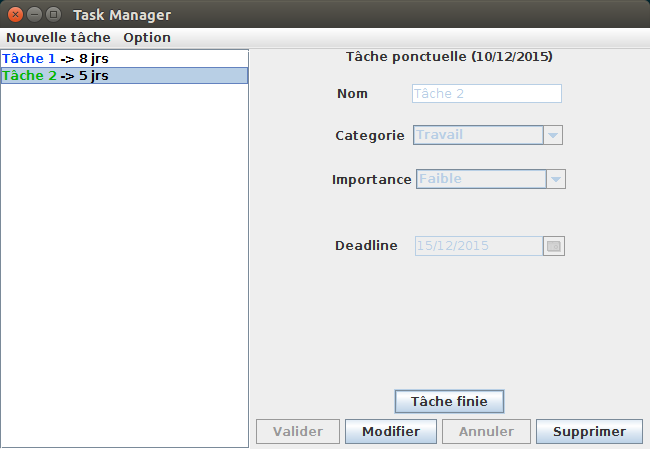 Task Manager
Nouvelle tâche Option
Tâche 1 -> 8 jrs
Tâche 2 -> 5 jrs
Tâche ponctuelle (10/12/2015)
Nom Tâche 2
Categorie Travail
Importance Faible
Deadline 15/12/2015
Tâche finie
Valider Modifier Annuler Supprimer